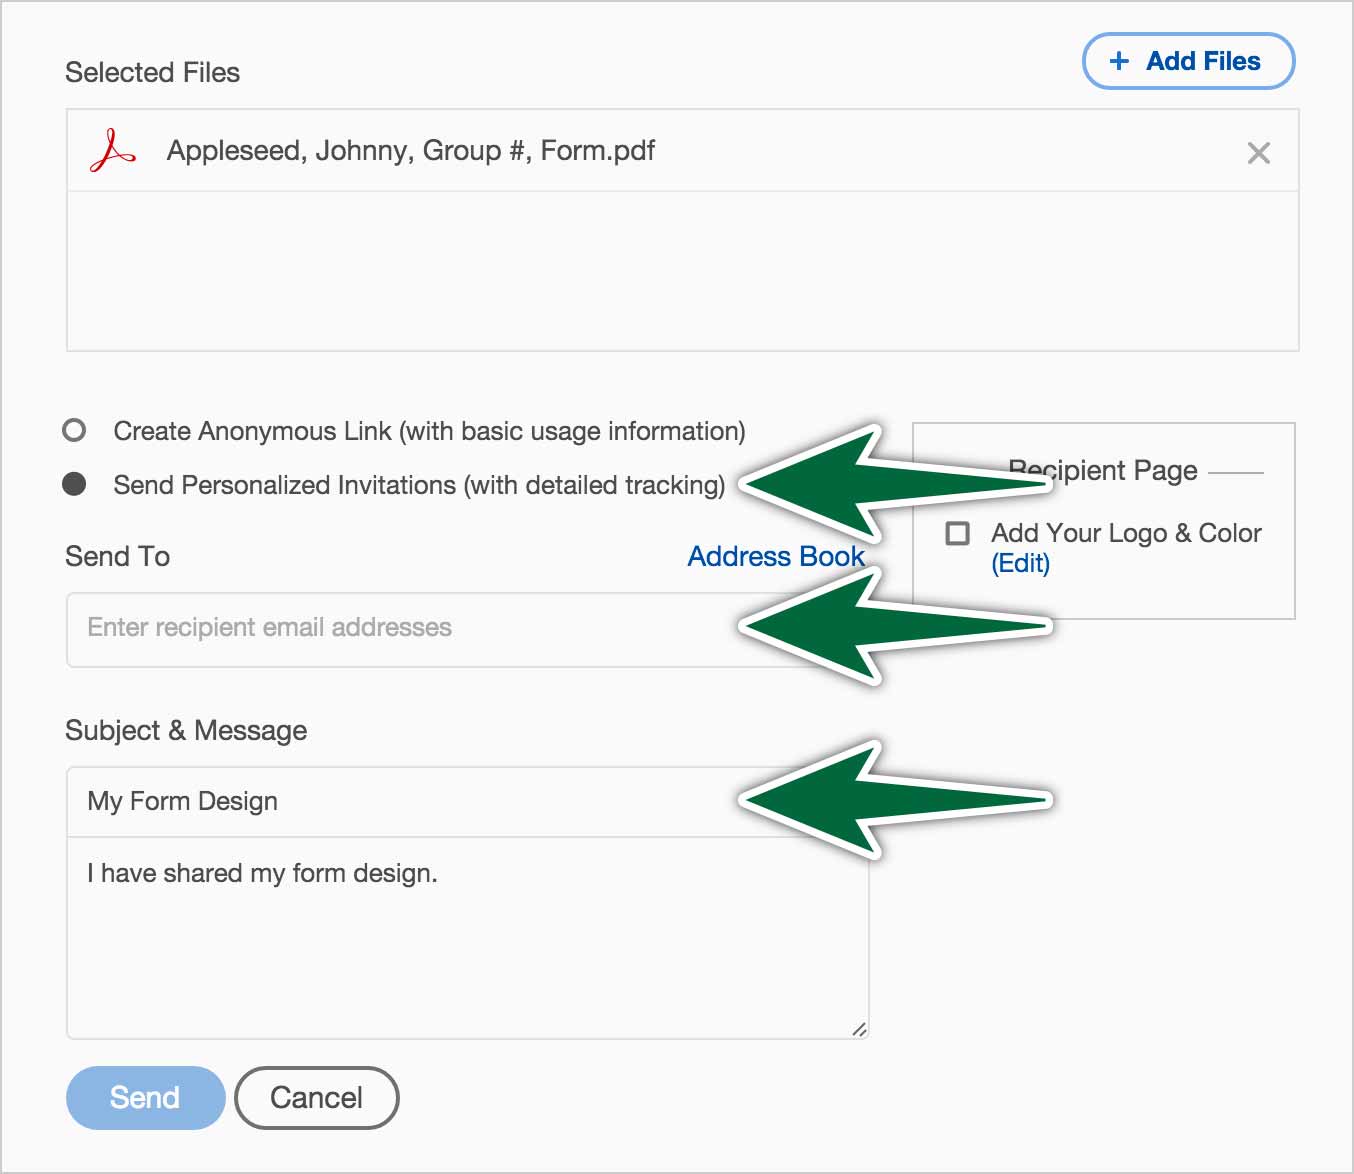 Selected Files
+ Add Files
Appleseed, Johnny, Group #, Form.pdf
Create Anonymous Link (with basic usage information)
Send Personalized Invitations (with detailed tracking)
Recipient Page
Add Your Logo & Color
(Edit)
Send To
Address Book
Enter recipient email addresses
Subject & Message
My Form Design
I have shared my form design.
Send
Cancel